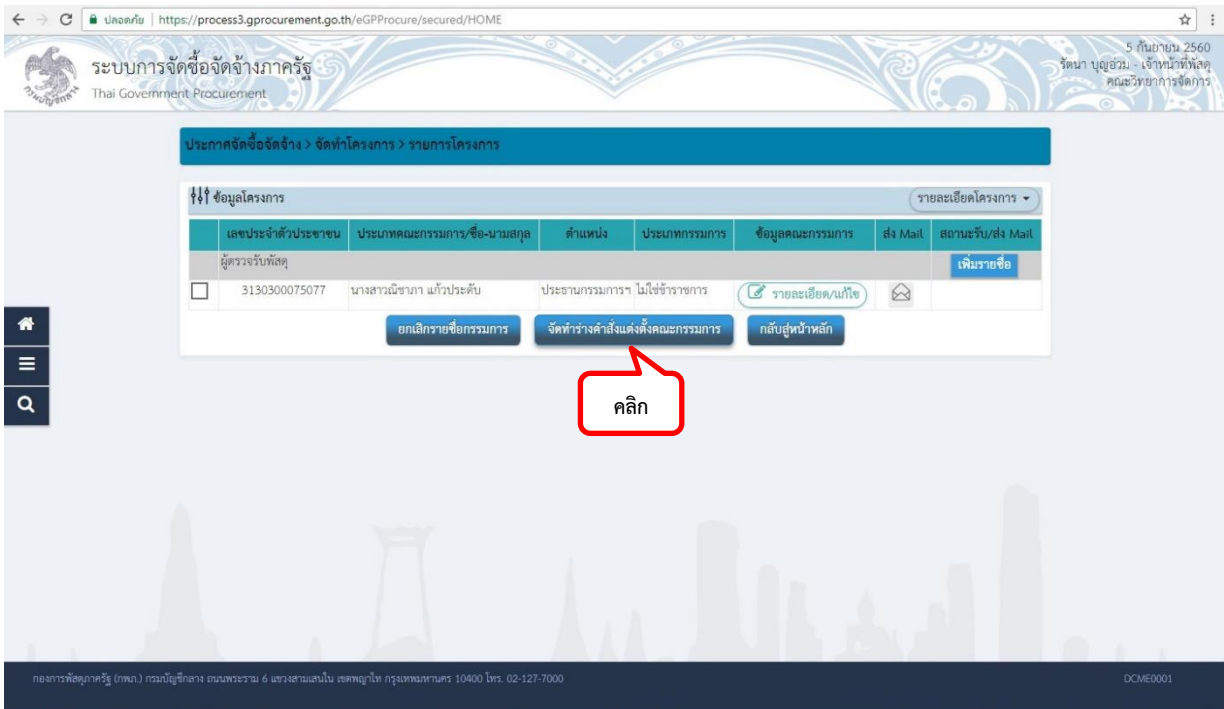 ปลอดภัย | https://process3.gprocurement.go.th/eGPProcure/secured/HOME
5 กันยายน 2560
ระบบการจัดซื้อจัดจ้างภาครัฐ
รัตนา บุญอ่วม - เจ้าหน้าที่พัสดุ
Thai Government Procurement
คณะวิทยาการจัดการ
ประกาศจัดซื้อจัดจ้าง > จัดทำโครงการ > รายการโครงการ
ข้อมูลโครงการ รายละเอียดโครงการ
เลขประจำตัวประชาชน ประเภทคณะกรรมการ/ชื่อ-นามสกุล ตำแหน่ง ประเภทกรรมการ ข้อมูลคณะกรรมการ ส่ง Mail สถานะรับ/ส่ง Mail
ผู้ตรวจรับพัสดุ เพิ่มรายชื่อ
3130300075077 นางสาวณิชาภา แก้วประดับ ประธานกรรมการฯ ไม่ใช่ข้าราชการ รายละเอียด/แก้ไข
ยกเลิกรายชื่อกรรมการ จัดทำร่างคำสั่งแต่งตั้งคณะกรรมการ กลับสู่หน้าหลัก
คลิก
กองการพัสดุภาครัฐ (กพภ.) กรมบัญชีกลาง ถนนพระราม 6 แขวงสามเสนใน เขตพญาไท กรุงเทพมหานคร 10400 โทร. 02-127-7000 DCME0001